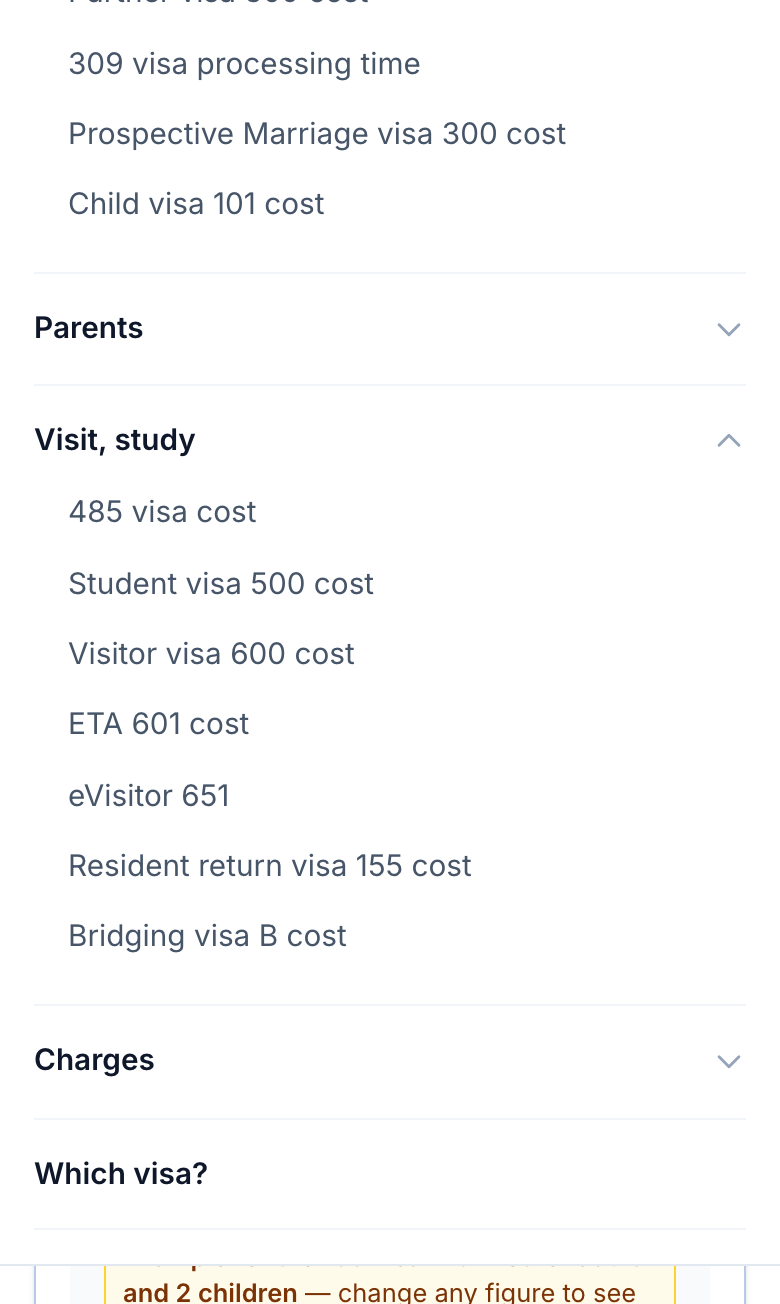 309 visa processing time
Prospective Marriage visa 300 cost
Child visa 101 cost
Parents
Visit, study
485 visa cost
Student visa 500 cost
Visitor visa 600 cost
ETA 601 cost
eVisitor 651
Resident return visa 155 cost
Bridging visa B cost
Charges
Which visa?
and 2 children — change any figure to see